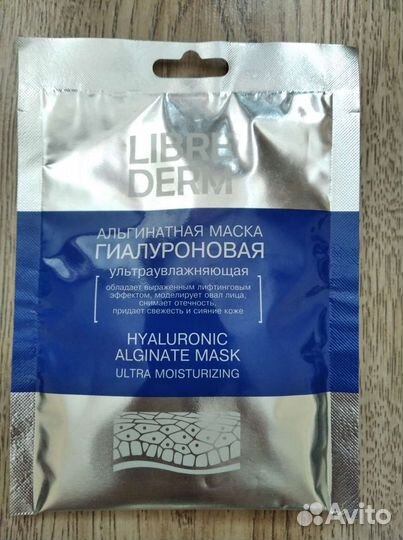 LIBRE
DERM
АЛЬГИНАТНАЯ МАСКА
ГИАЛУРОНОВАЯ
ультраувлажняющая
обладает выраженным лифтинговым
эффектом, моделирует овал лица,
снимает отечность,
придает свежесть и сияние коже
HYALURONIC
ALGINATE MASK
ULTRA MOISTURIZING
Avito